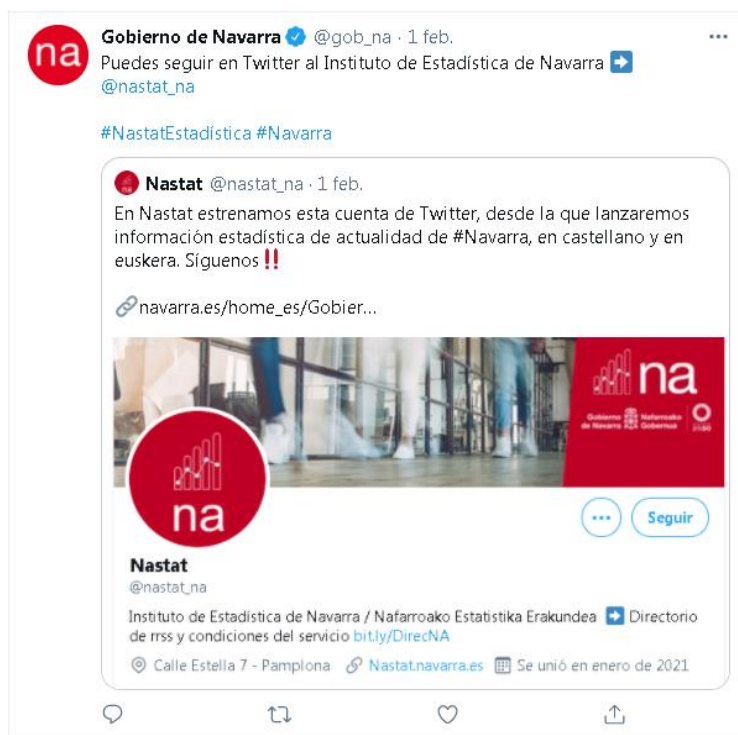 na
Gobierno de Navarra @gob_na · 1 feb.
Puedes seguir en Twitter al Instituto de Estadística de Navarra ➡
@nastat_na
#NastatEstadística #Navarra
Nastat @nastat_na · 1 feb.
En Nastat estrenamos esta cuenta de Twitter, desde la que lanzaremos
información estadística de actualidad de #Navarra, en castellano y en
euskera. Síguenos‼
navarra.es/home_es/Gobier...
na
Gobierno de Navarra
Nafarroako Gobernua
na
Seguir
Nastat
@nastat_na
Instituto de Estadística de Navarra / Nafarroako Estatistika Erakundea ➡ Directorio
de rrss y condiciones del servicio bit.ly/DirecNA
Calle Estella 7 - Pamplona Nastat.navarra.es Se unió en enero de 2021